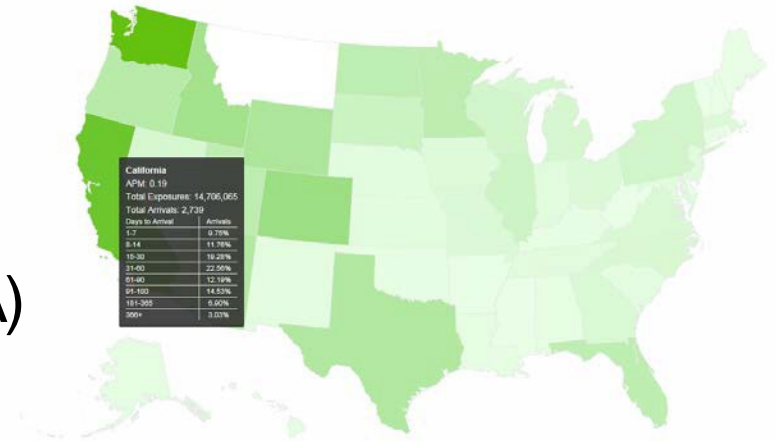 California
APM: 0.19
Total Exposures: 14,706,065
Total Arrivals: 2,739
Days to Arrival Arrivals
1-7 9.75%
8-14 11.76%
15-30 19.28%
31-60 22.56%
61-90 12.19%
91-180 14.53%
181-365 6.90%
366+ 3.03%
A)